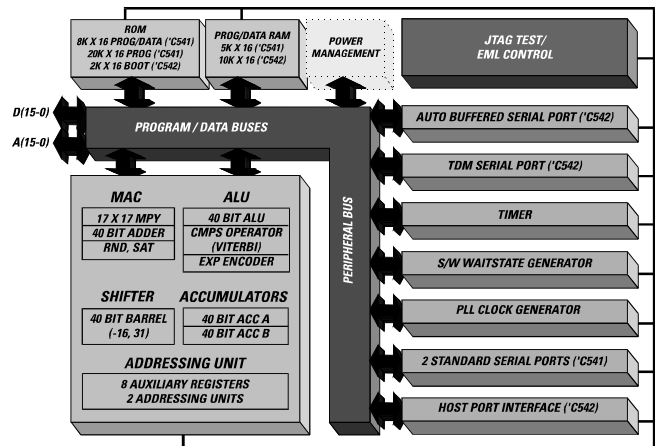 ROM
8K X 16 PROG/DATA ('C541)
20K X 16 PROG ('C541)
2K X 16 BOOT ('C542)
PROG/DATA RAM
5K X 16 ('C541)
10K X 16 ('C542)
POWER
MANAGEMENT
JTAG TEST/
EML CONTROL
D(15-0)
A(15-0)
PROGRAM / DATA BUSES
PERIPHERAL BUS
AUTO BUFFERED SERIAL PORT ('C542)
TDM SERIAL PORT ('C542)
TIMER
S/W WAITSTATE GENERATOR
PLL CLOCK GENERATOR
2 STANDARD SERIAL PORTS ('C541)
HOST PORT INTERFACE ('C542)
MAC
17 X 17 MPY
40 BIT ADDER
RND, SAT
ALU
40 BIT ALU
CMPS OPERATOR
(VITERBI)
EXP ENCODER
SHIFTER
40 BIT BARREL
(-16, 31)
ACCUMULATORS
40 BIT ACC A
40 BIT ACC B
ADDRESSING UNIT
8 AUXILIARY REGISTERS
2 ADDRESSING UNITS